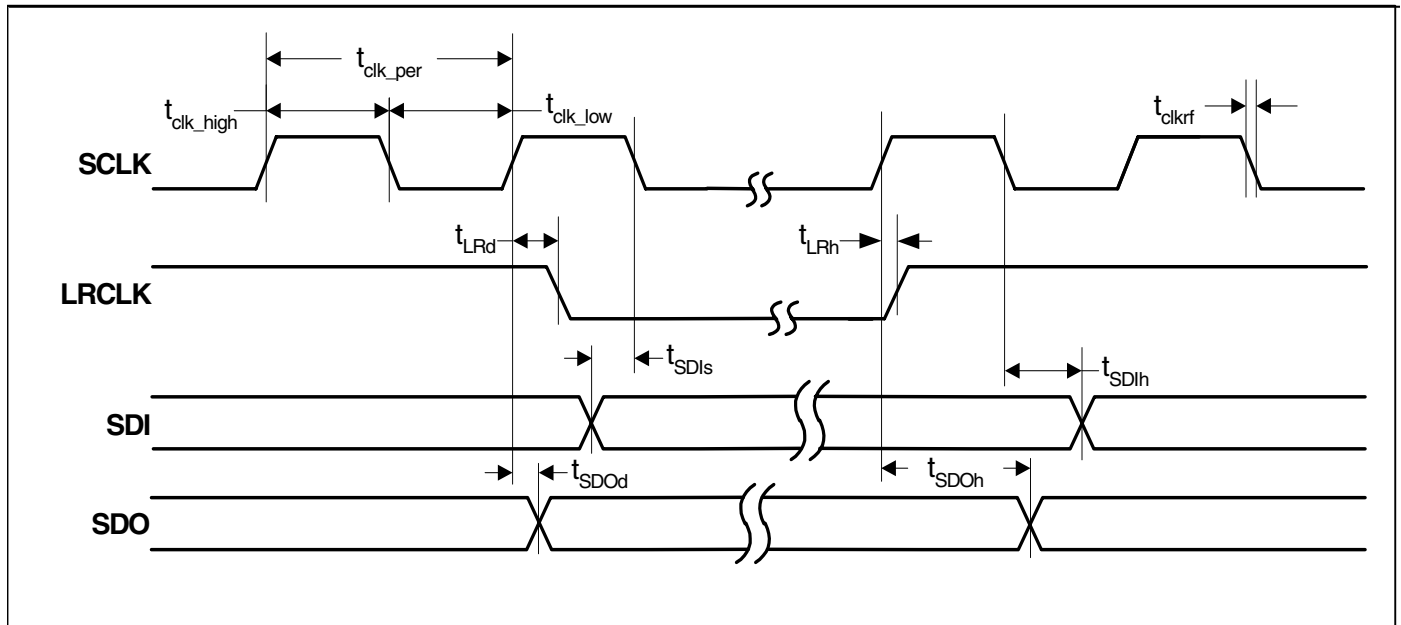 t_clk_per
t_clk_high
t_clk_low
t_clkrf
SCLK
t_LRd
t_LRh
LRCLK
t_SDIs
t_SDIh
SDI
t_SDOd
t_SDOh
SDO